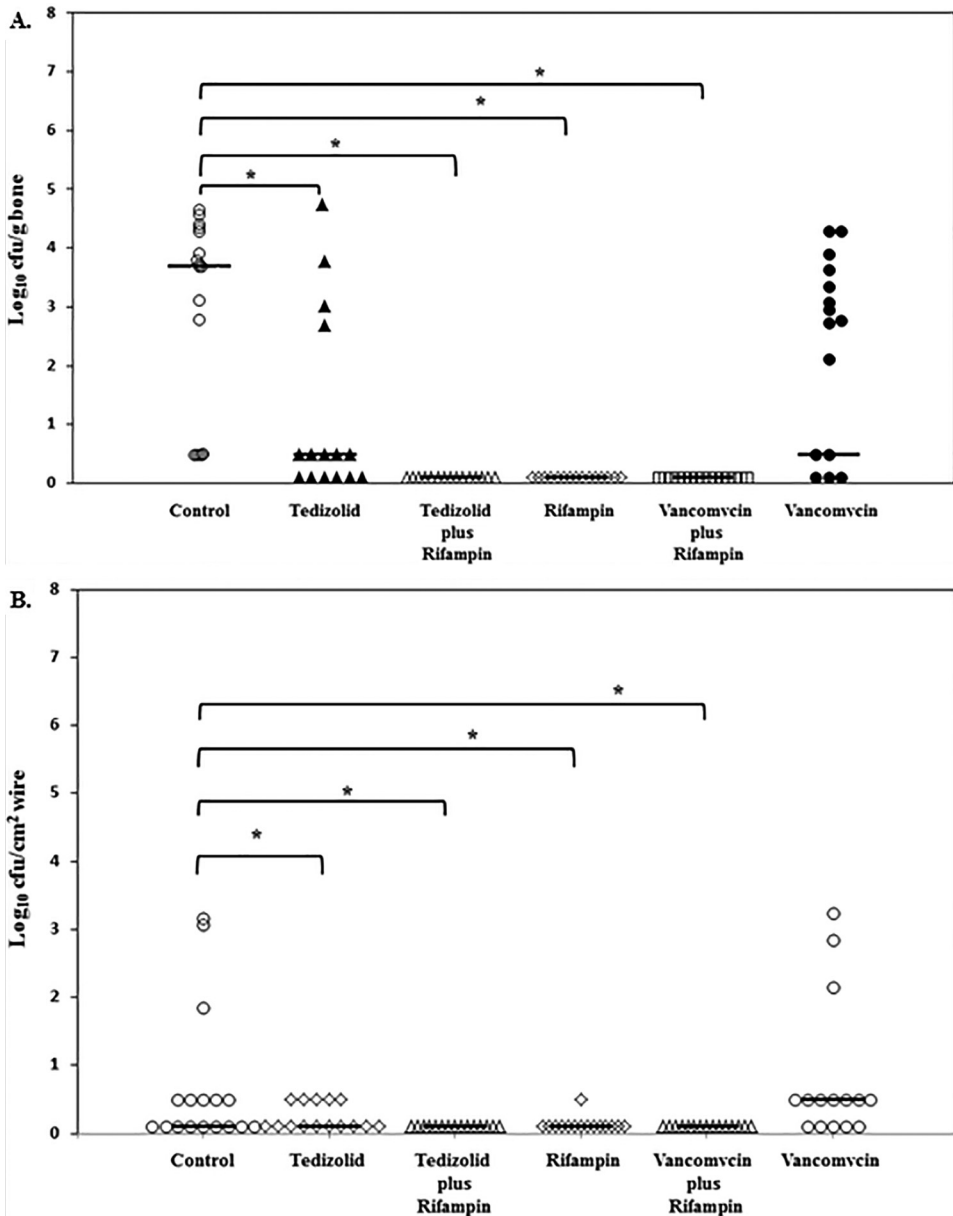 A.
8
7
6
5
4
3
2
1
0
Log10 cfu/g bone
*
*
*
*
Control
Tedizolid
Tedizolid
plus
Rifampin
Rifampin
Vancomycin
plus
Rifampin
Vancomycin
B.
8
7
6
5
4
3
2
1
0
Log10 cfu/cm² wire
*
*
*
*
Control
Tedizolid
Tedizolid
plus
Rifampin
Rifampin
Vancomycin
plus
Rifampin
Vancomycin